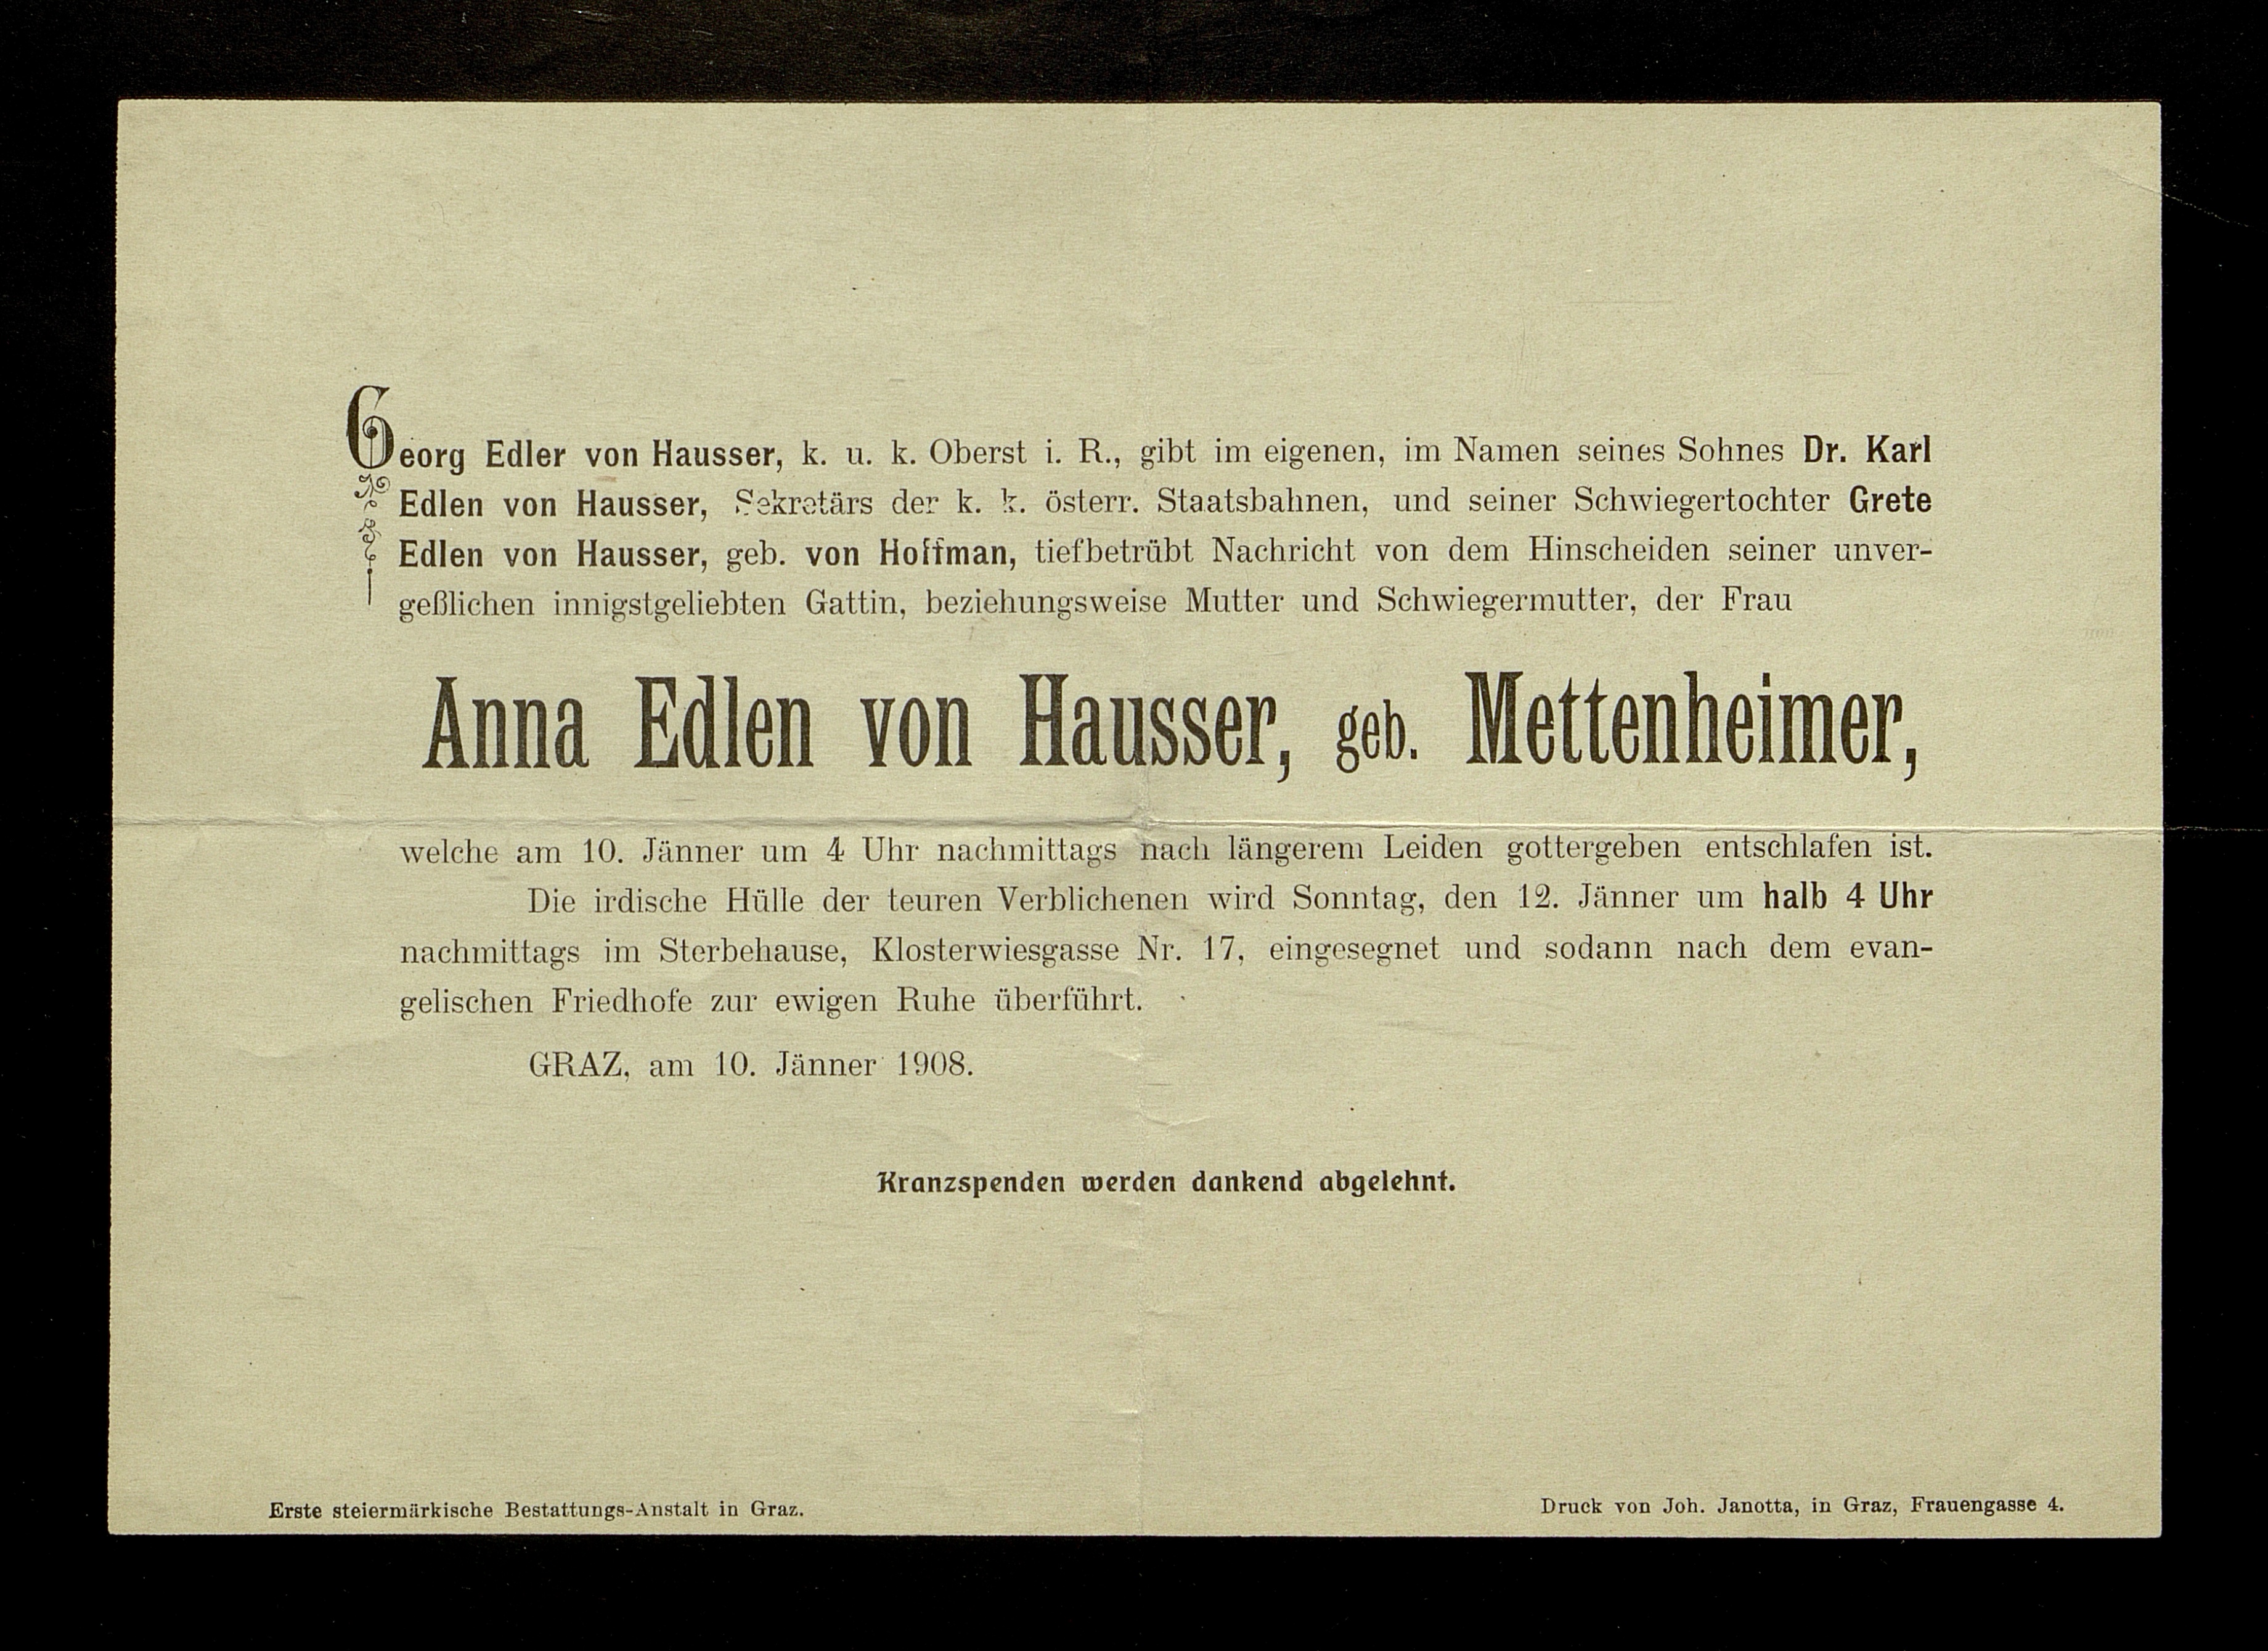 Georg Edler von Hausser, k. u. k. Oberst i. R., gibt im eigenen, im Namen seines Sohnes Dr. Karl
Edlen von Hausser, Sekretärs der k. k. österr. Staatsbahnen, und seiner Schwiegertochter Grete
Edlen von Hausser, geb. von Hoffman, tiefbetrübt Nachricht von dem Hinscheiden seiner unver-
geßlichen innigstgeliebten Gattin, beziehungsweise Mutter und Schwiegermutter, der Frau
Anna Edlen von Hausser, geb. Mettenheimer,
welche am 10. Jänner um 4 Uhr nachmittags nach längerem Leiden gottergeben entschlafen ist.
Die irdische Hülle der teuren Verblichenen wird Sonntag, den 12. Jänner um halb 4 Uhr
nachmittags im Sterbehause, Klosterwiesgasse Nr. 17, eingesegnet und sodann nach dem evan-
gelischen Friedhofe zur ewigen Ruhe überführt.
GRAZ, am 10. Jänner 1908.
Kranzspenden werden dankend abgelehnt.
Erste steiermärkische Bestattungs-Anstalt in Graz.
Druck von Joh. Janotta, in Graz, Frauengasse 4.